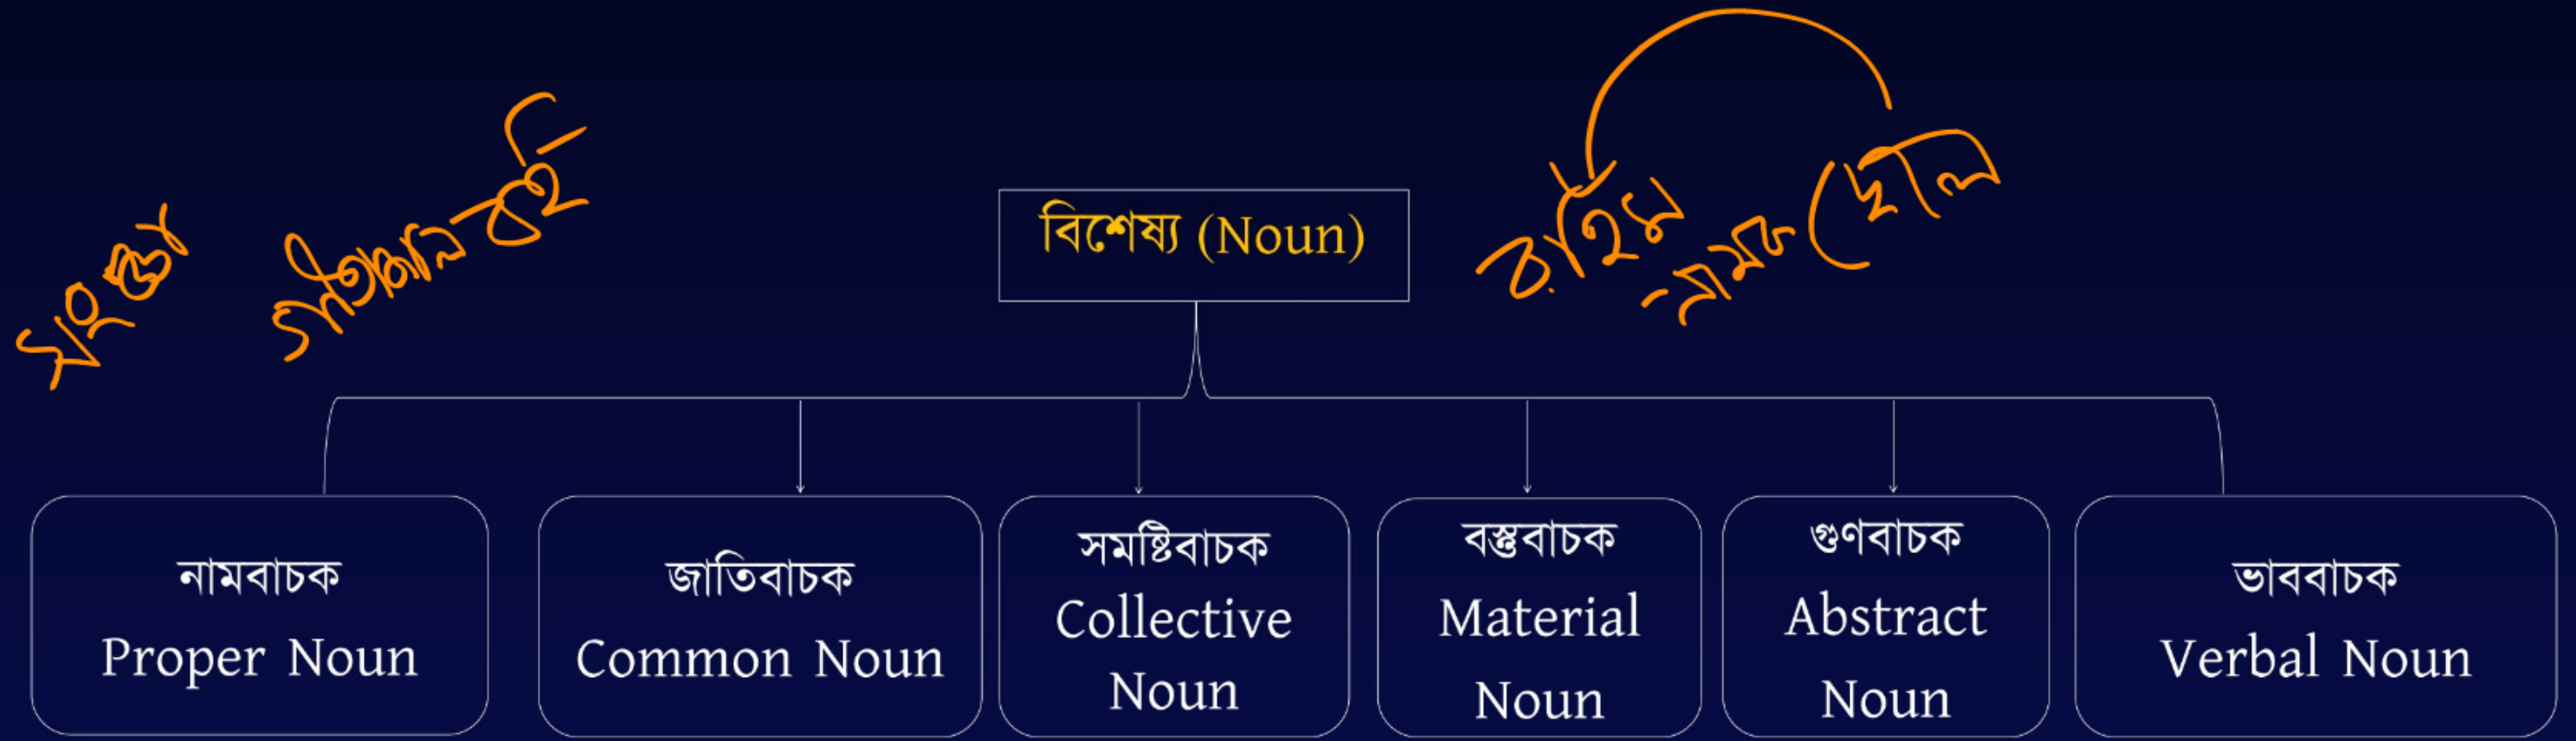 বিশেষ্য (Noun)
নামবাচক
Proper Noun
জাতিবাচক
Common Noun
সমষ্টিবাচক
Collective
Noun
বস্তুবাচক
Material
Noun
গুণবাচক
Abstract
Noun
ভাববাচক
Verbal Noun